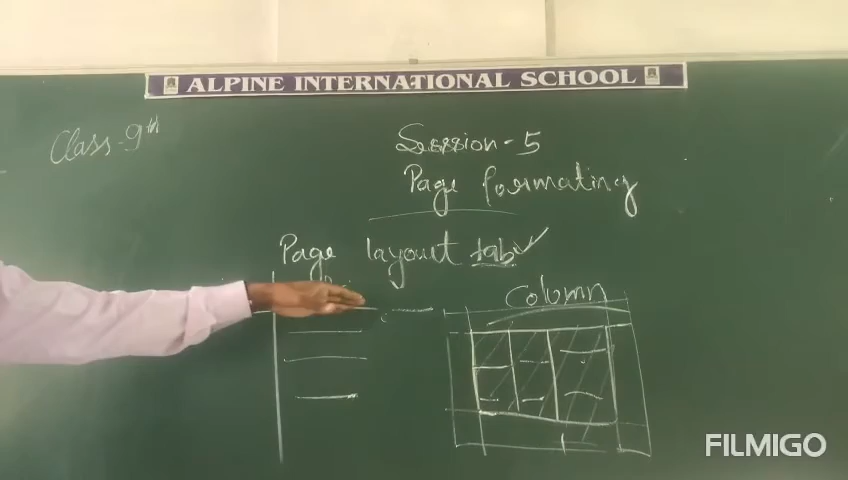 ALPINE INTERNATIONAL SCHOOL
Class-9th
Session-5
Page formating
Page layout tab
Column
FILMIGO